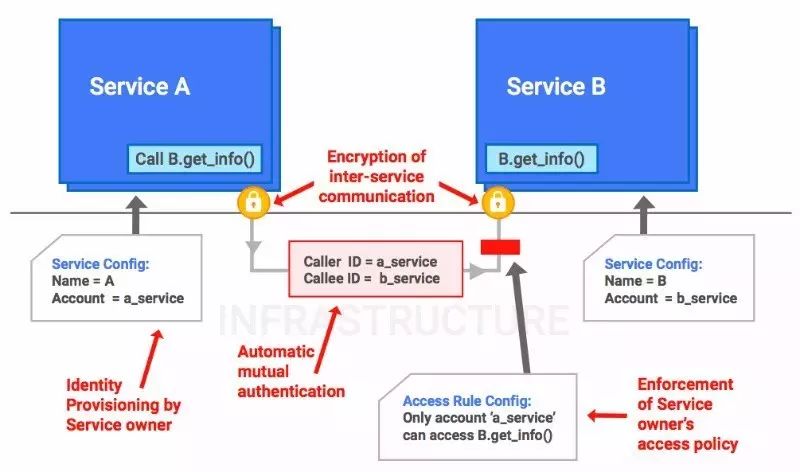 Service A
Call B.get_info()
Service B
B.get_info()
Encryption of
inter-service
communication
Service Config:
Name = A
Account  = a_service
Caller  ID = a_service
Callee ID =  b_service
Service Config:
Name = B
Account  = b_service
INFRASTRUCTURE
Identity
Provisioning by
Service owner
Automatic
mutual
authentication
Access Rule Config:
Only account ‘a_service’
can access B.get_info()
Enforcement
of Service
owner's
access policy